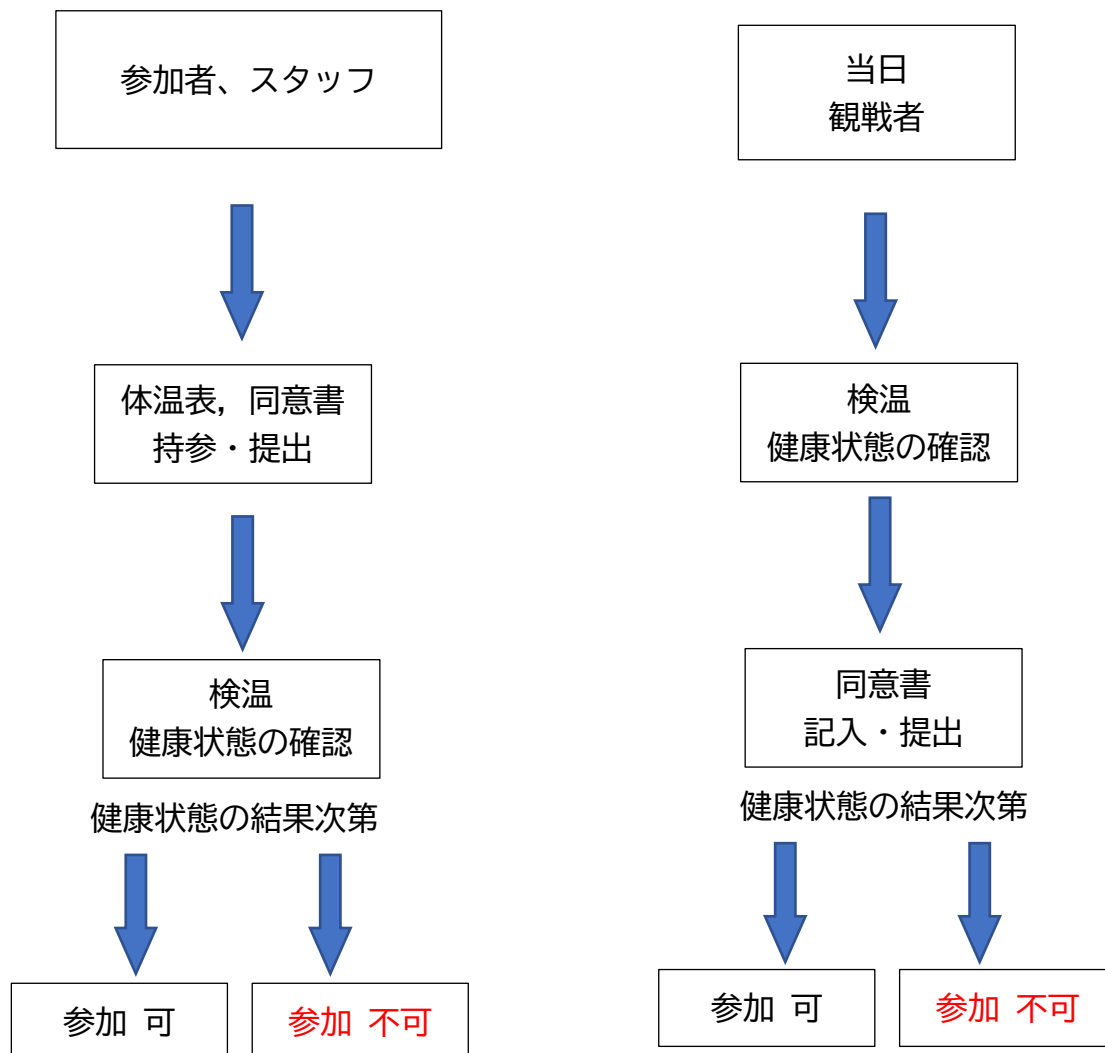 参加者、スタッフ
体温表，同意書
持参・提出
検温
健康状態の確認
健康状態の結果次第
参加 可
参加 不可
当日
観戦者
検温
健康状態の確認
同意書
記入・提出
健康状態の結果次第
参加 可
参加 不可